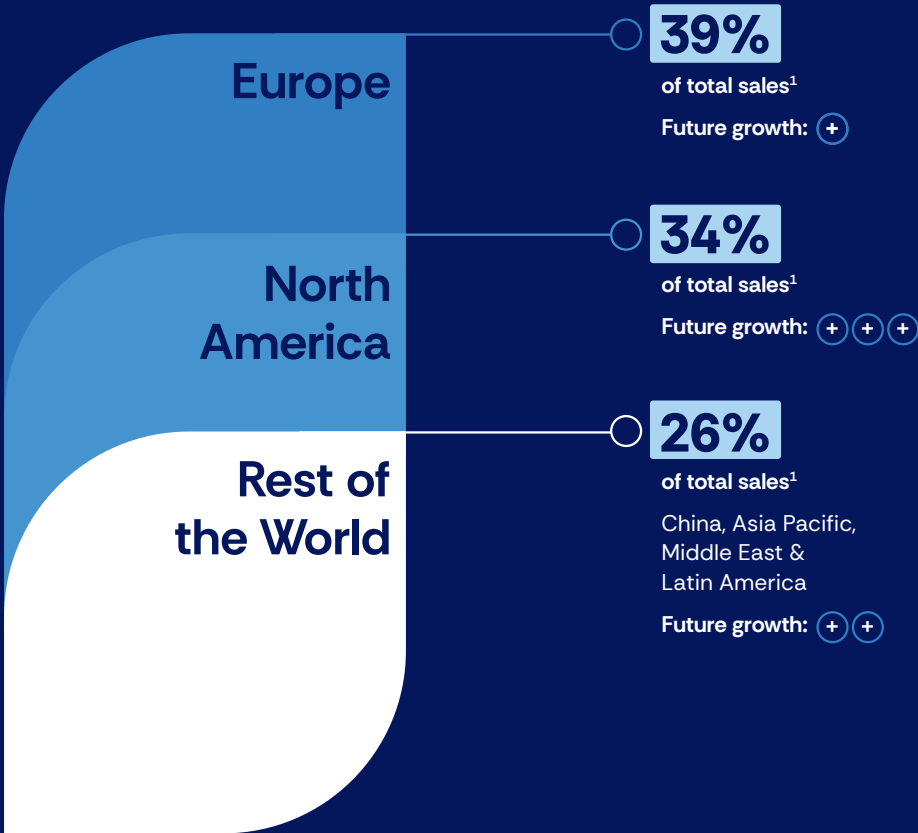 Europe
39%
of total sales¹
Future growth: +
North
America
34%
of total sales¹
Future growth: + + +
Rest of
the World
26%
of total sales¹
China, Asia Pacific,
Middle East &
Latin America
Future growth: + +